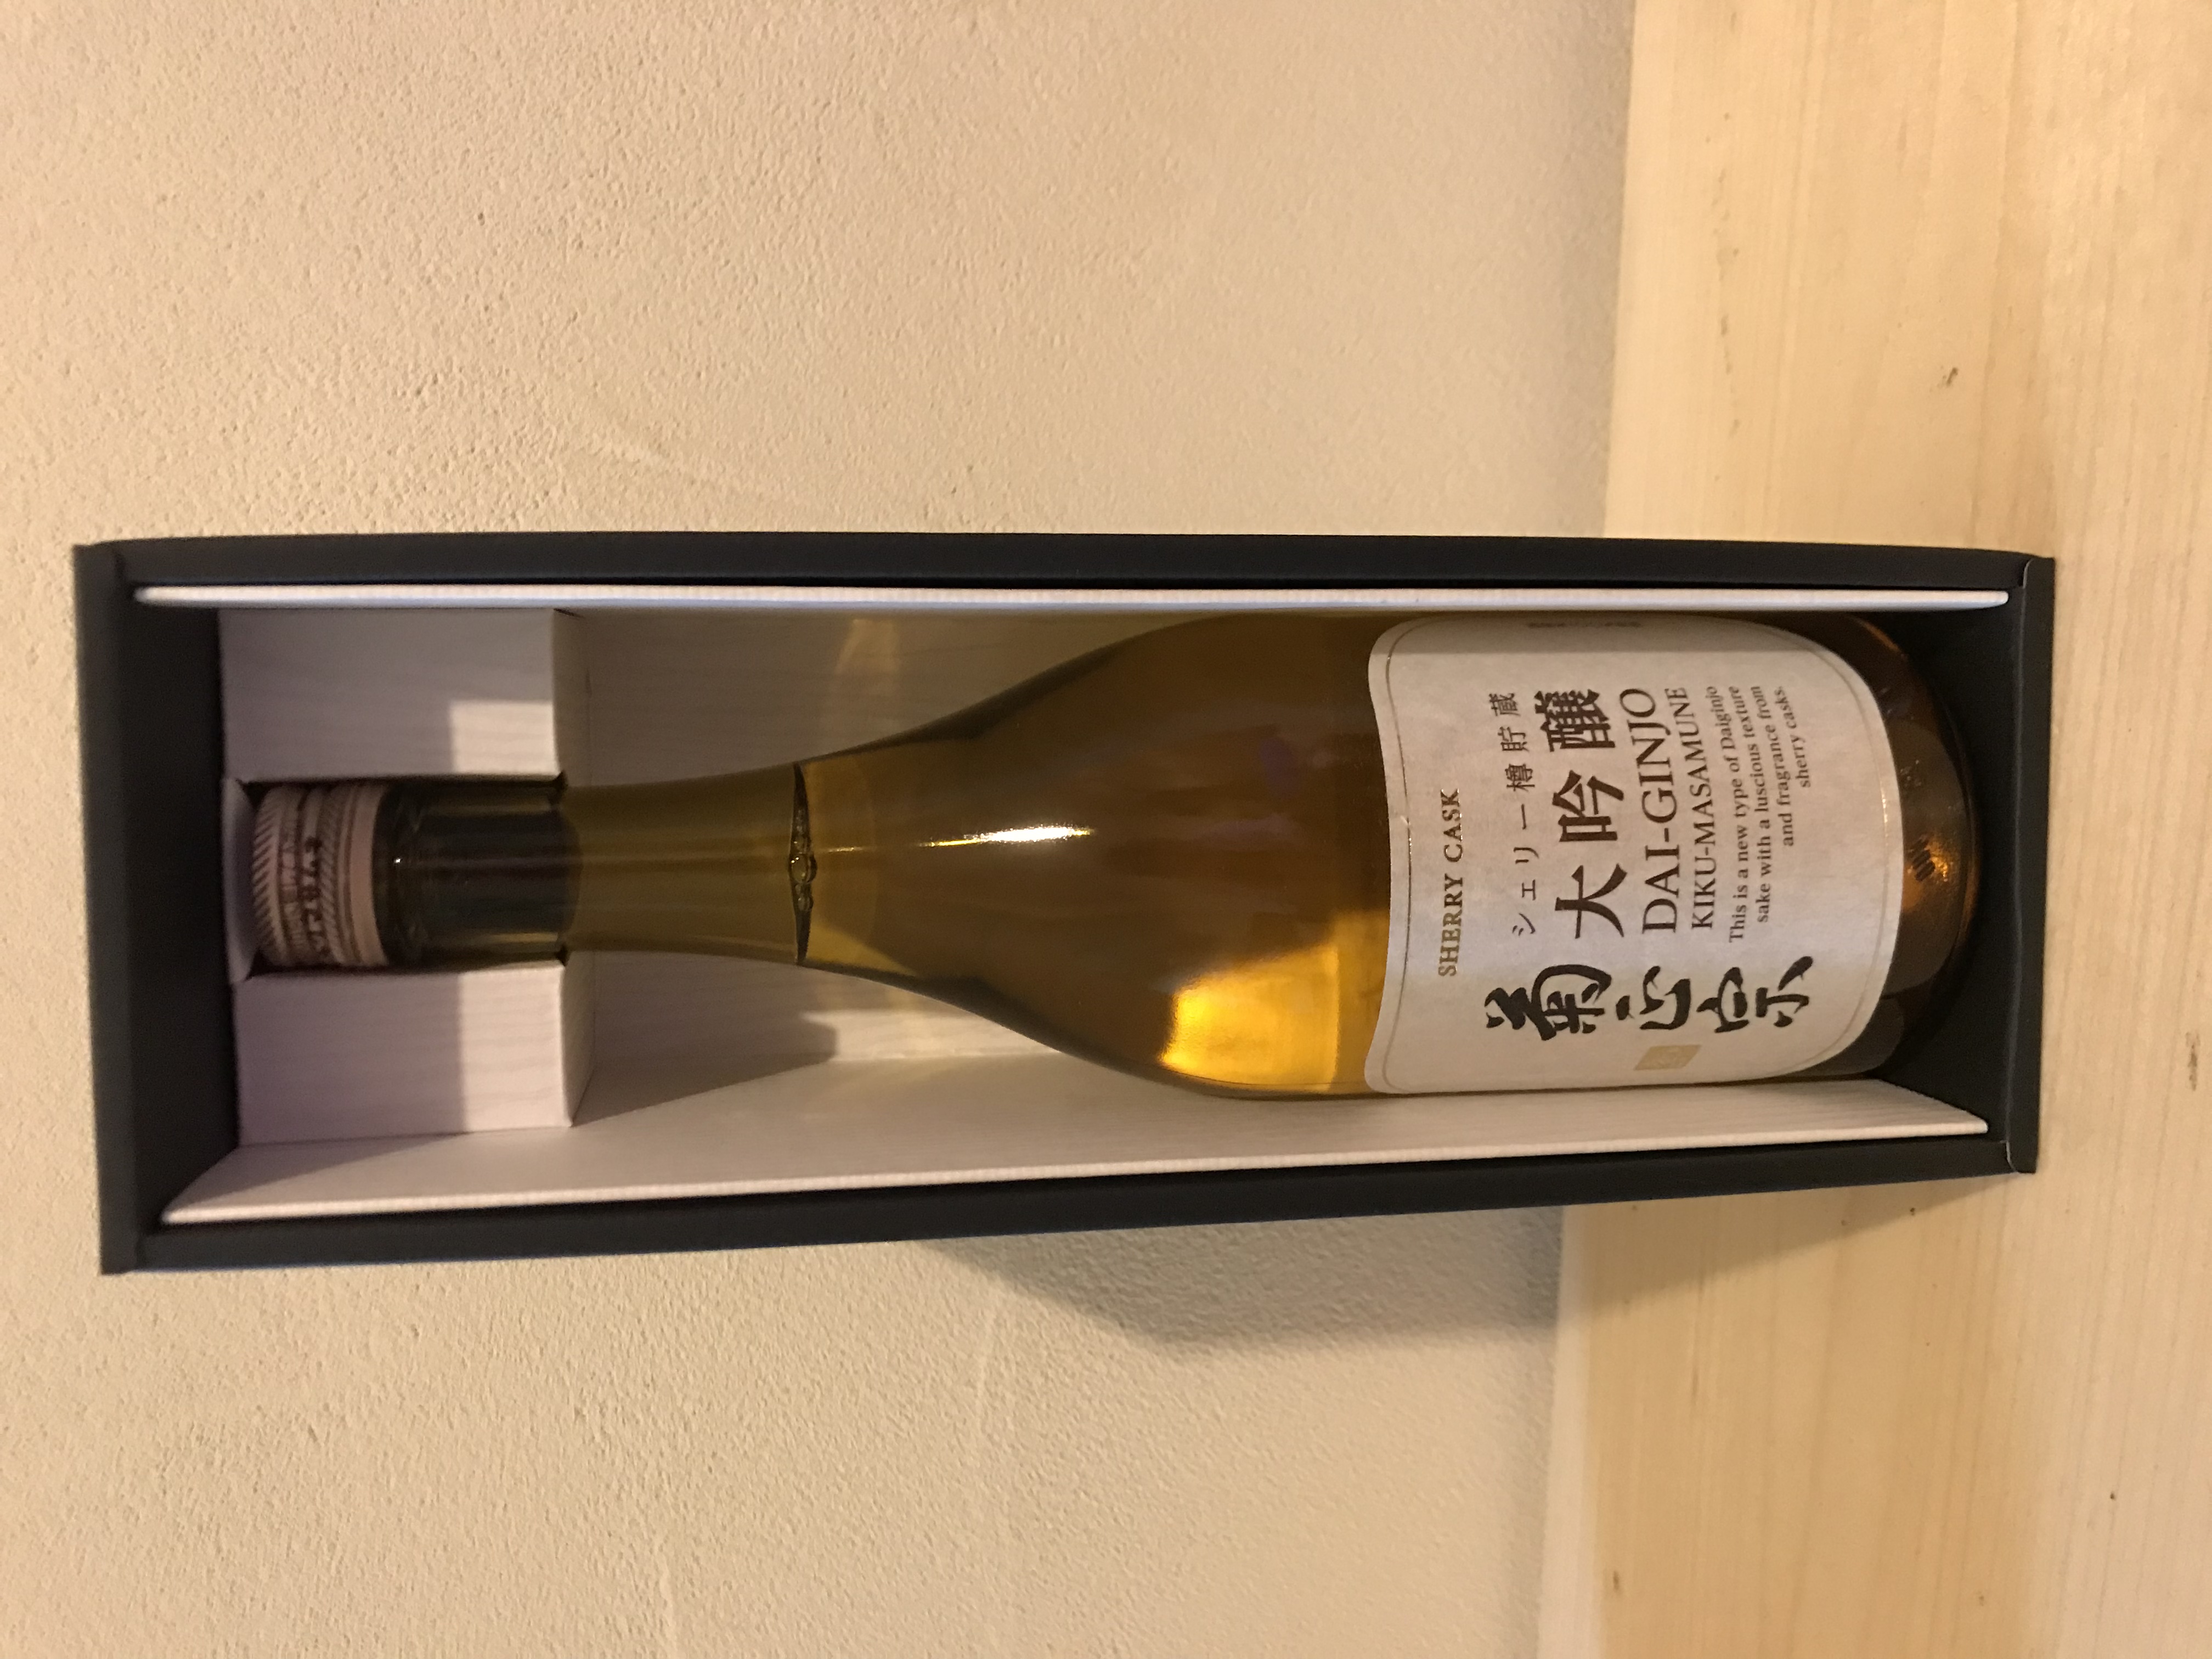 SHERRY CASK
シェリー樽貯蔵
大吟醸
DAI-GINJO
KIKU-MASAMUNE
This is a new type of Daiginjo
sake with a luscious texture
and fragrance from
sherry casks.
菊正宗